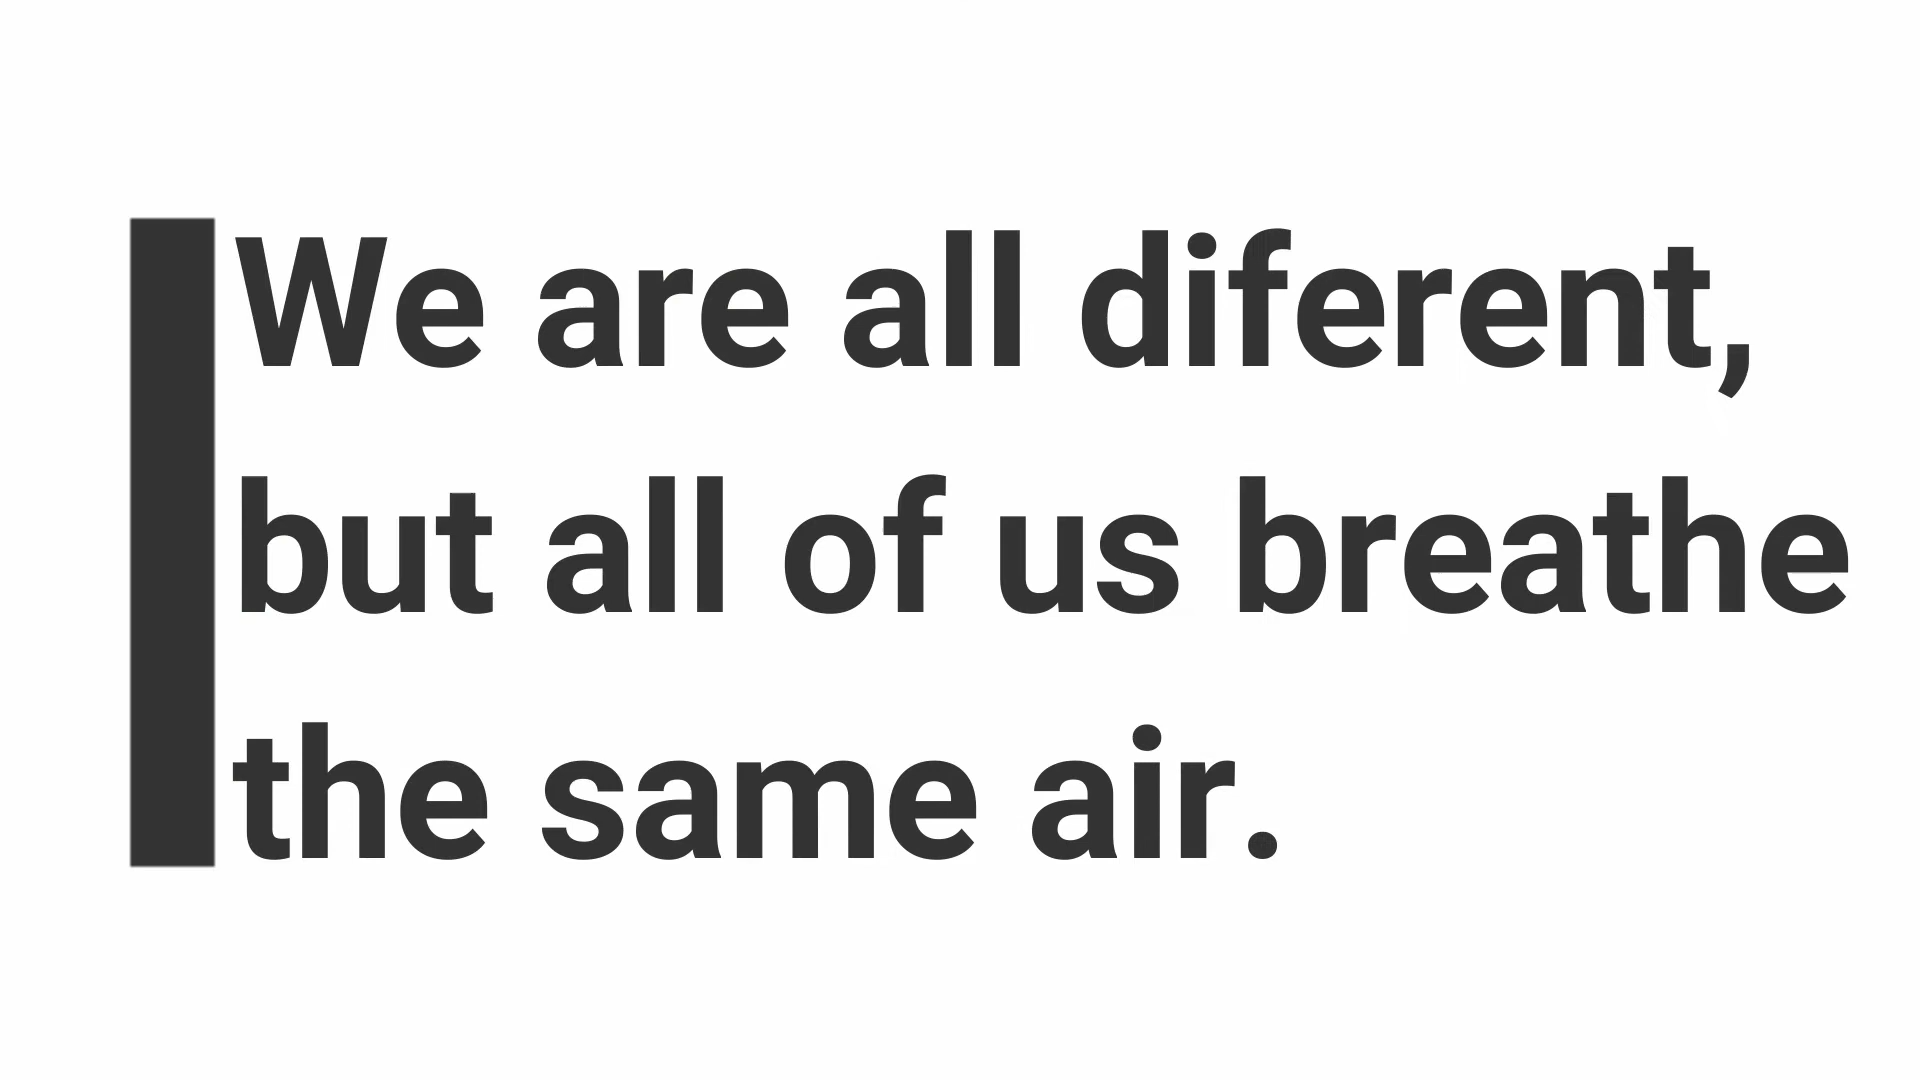 We are all diferent,
but all of us breathe
the same air.